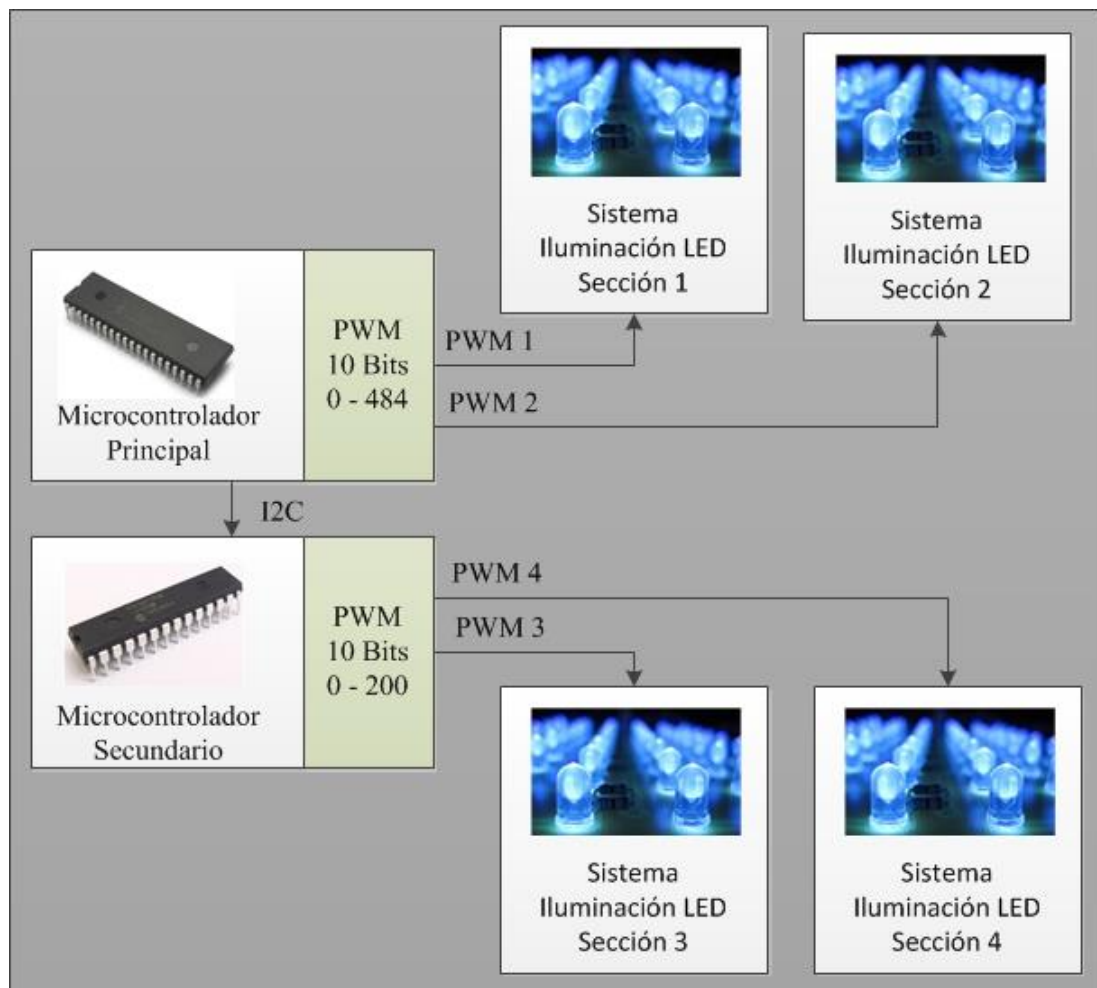 Sistema
Iluminación LED
Sección 1
Sistema
Iluminación LED
Sección 2
Microcontrolador
Principal
PWM
10 Bits
0 - 484
PWM 1
PWM 2
I2C
Microcontrolador
Secundario
PWM
10 Bits
0 - 200
PWM 4
PWM 3
Sistema
Iluminación LED
Sección 3
Sistema
Iluminación LED
Sección 4